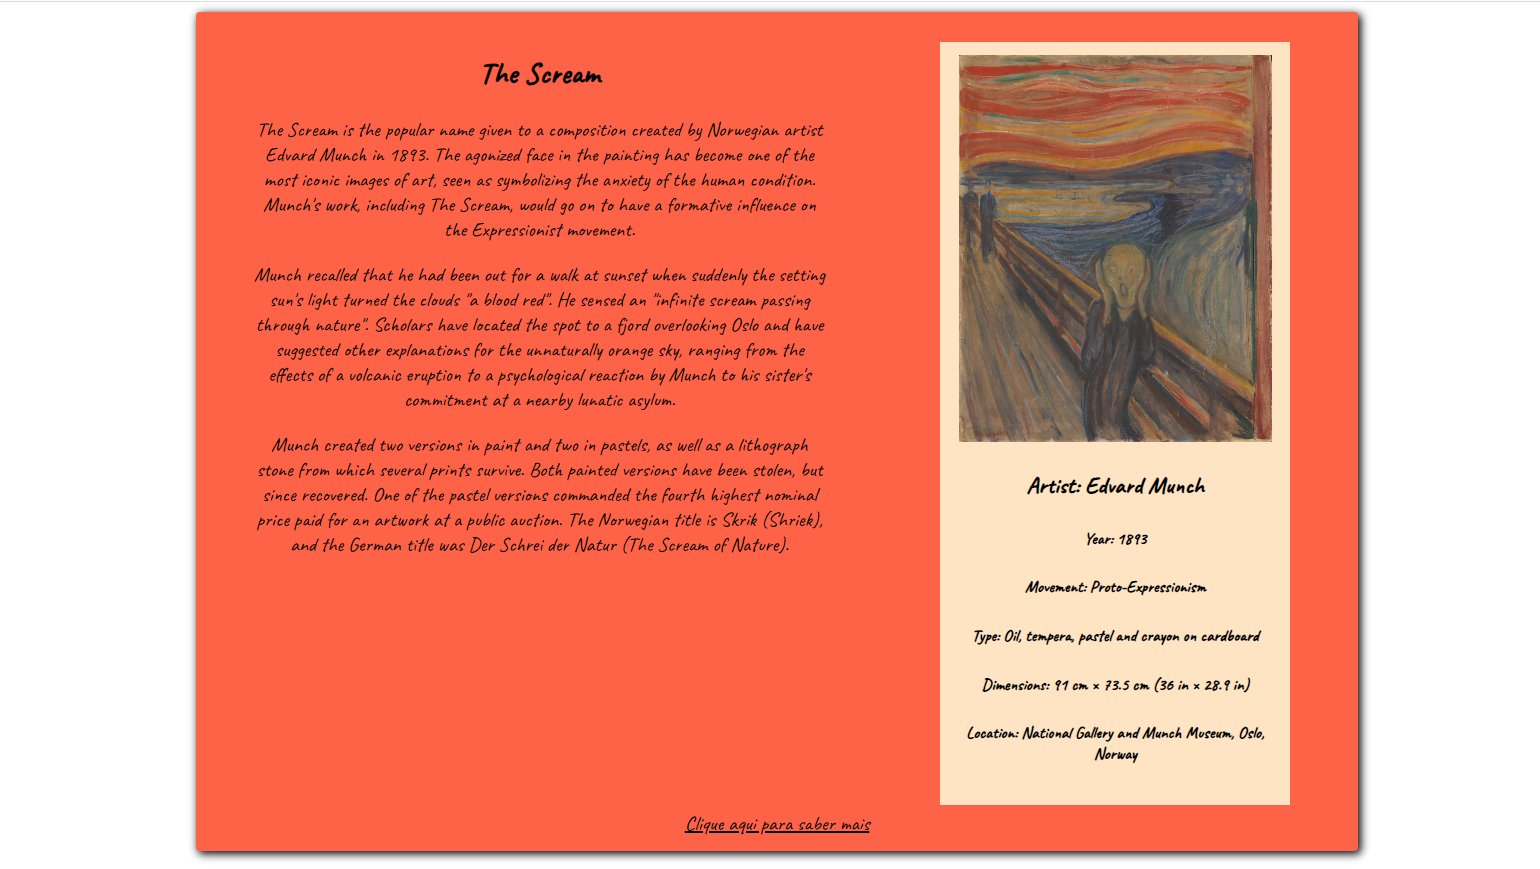 The Scream
The Scream is the popular name given to a composition created by Norwegian artist
Edvard Munch in 1893. The agonized face in the painting has become one of the
most iconic images of art, seen as symbolizing the anxiety of the human condition.
Munch's work, including The Scream, would go on to have a formative influence on
the Expressionist movement.
Munch recalled that he had been out for a walk at sunset when suddenly the setting
sun's light turned the clouds "a blood red". He sensed an "infinite scream passing
through nature". Scholars have located the spot to a fjord overlooking Oslo and have
suggested other explanations for the unnaturally orange sky, ranging from the
effects of a volcanic eruption to a psychological reaction by Munch to his sister's
commitment at a nearby lunatic asylum.
Munch created two versions in paint and two in pastels, as well as a lithograph
stone from which several prints survive. Both painted versions have been stolen, but
since recovered. One of the pastel versions commanded the fourth highest nominal
price paid for an artwork at a public auction. The Norwegian title is Skrik (Shriek),
and the German title was Der Schrei der Natur (The Scream of Nature).
Artist: Edvard Munch
Year: 1893
Movement: Proto-Expressionism
Type: Oil, tempera, pastel and crayon on cardboard
Dimensions: 91 cm × 73.5 cm (36 in × 28.9 in)
Location: National Gallery and Munch Museum, Oslo,
Norway
Clique aqui para saber mais